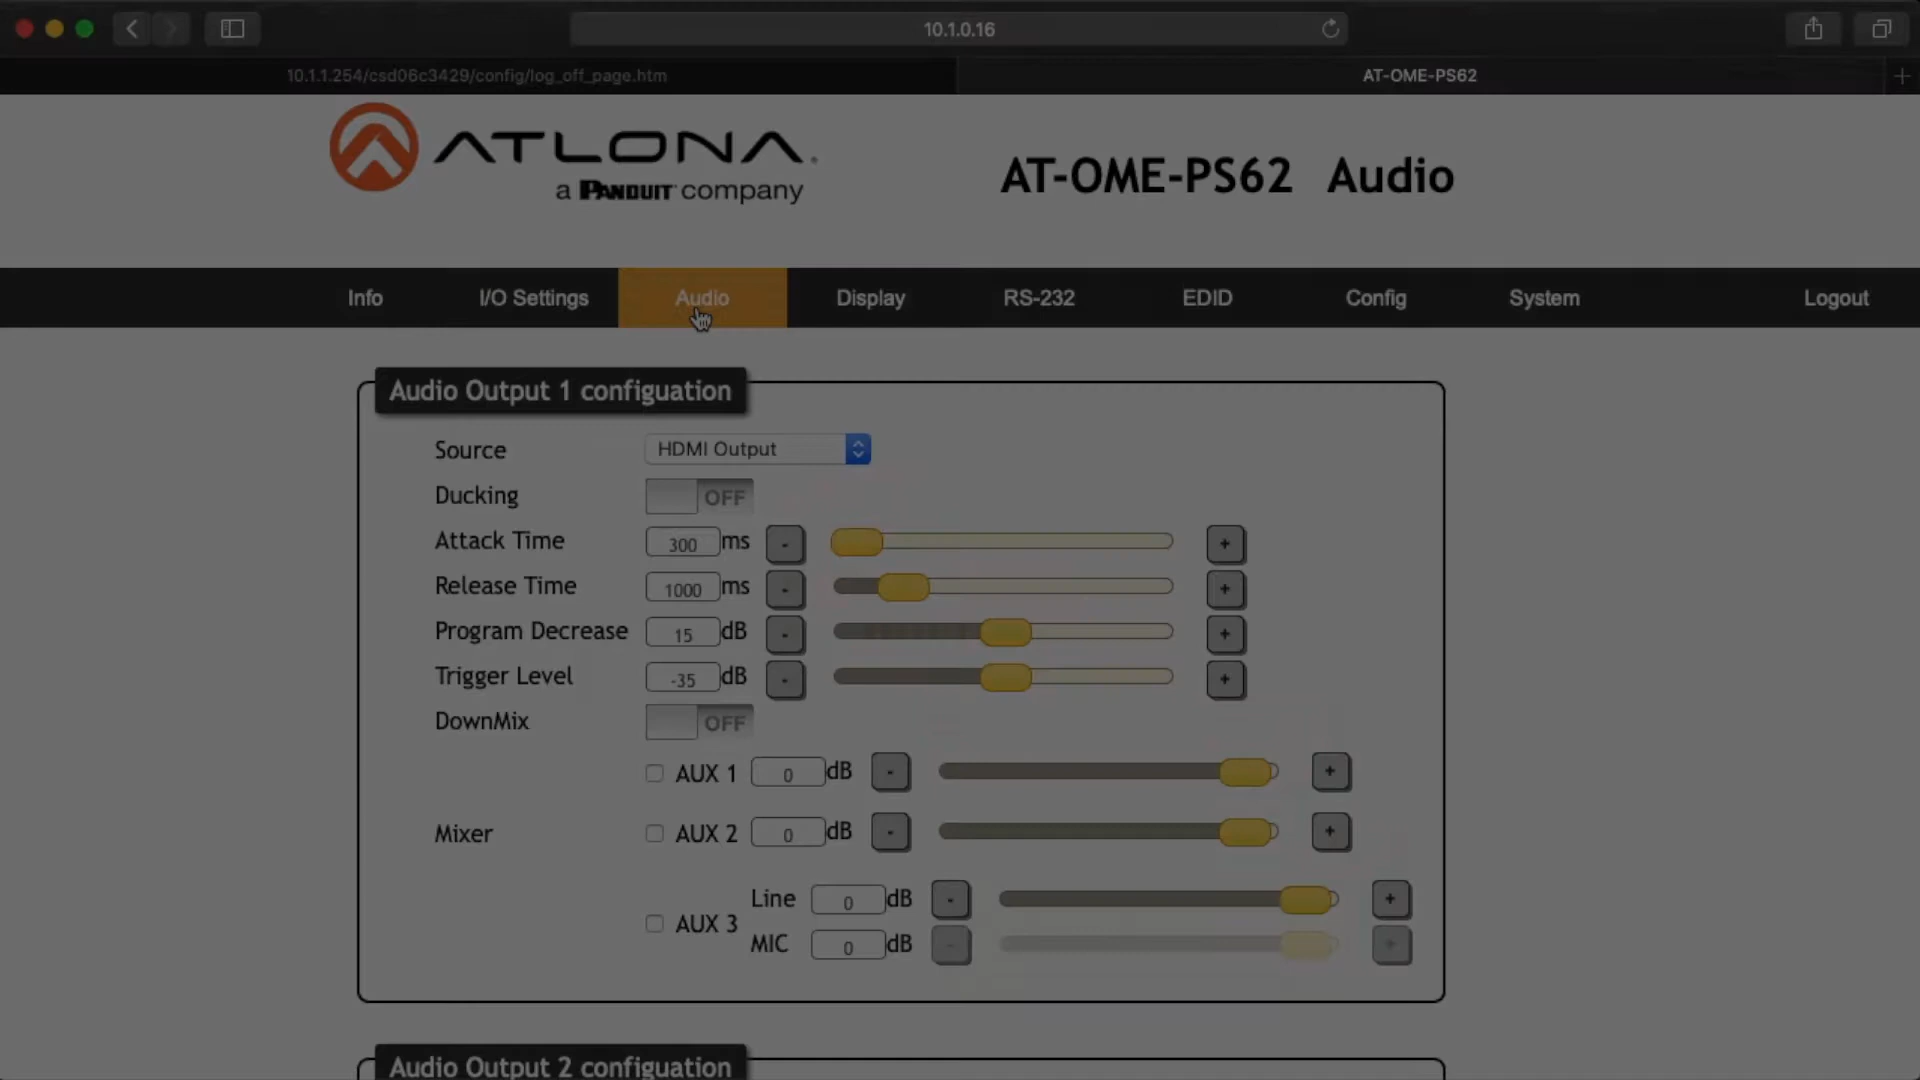 10.1.0.16
10.1.1.254/csd06c3429/config/log_off_page.htm
AT-OME-PS62
ATLONA
a PANDUIT company
AT-OME-PS62 Audio
Info I/O Settings Audio Display RS-232 EDID Config System Logout
Audio Output 1 configuation
Source HDMI Output
Ducking OFF
Attack Time 300 ms - +
Release Time 1000 ms - +
Program Decrease 15 dB - +
Trigger Level -35 dB - +
DownMix OFF
AUX 1 0 dB - +
Mixer AUX 2 0 dB - +
Line 0 dB - +
AUX 3
MIC 0 dB - +
Audio Output 2 configuation